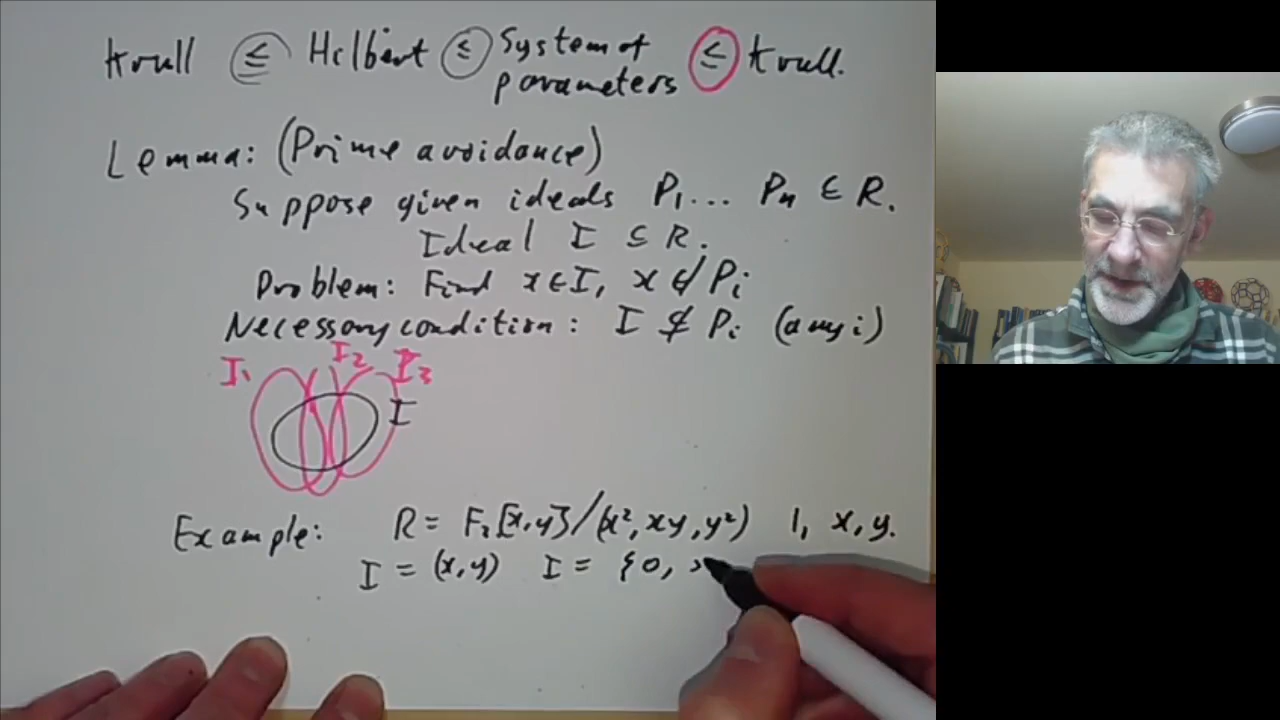 Krull ≤ Hilbert ≤ System of parameters ≤ Krull.
Lemma: (Prime avoidance)
Suppose given ideals P₁... Pₙ ∈ R.
Ideal I ⊆ R.
Problem: Find x∈I, x∉Pᵢ
Necessary condition: I ⊄ Pᵢ (any i)
I₁ I₂ I₃
I
Example: R = F₂[x,y]/(x²,xy,y²) 1, x, y.
I = (x,y) I = {0, x